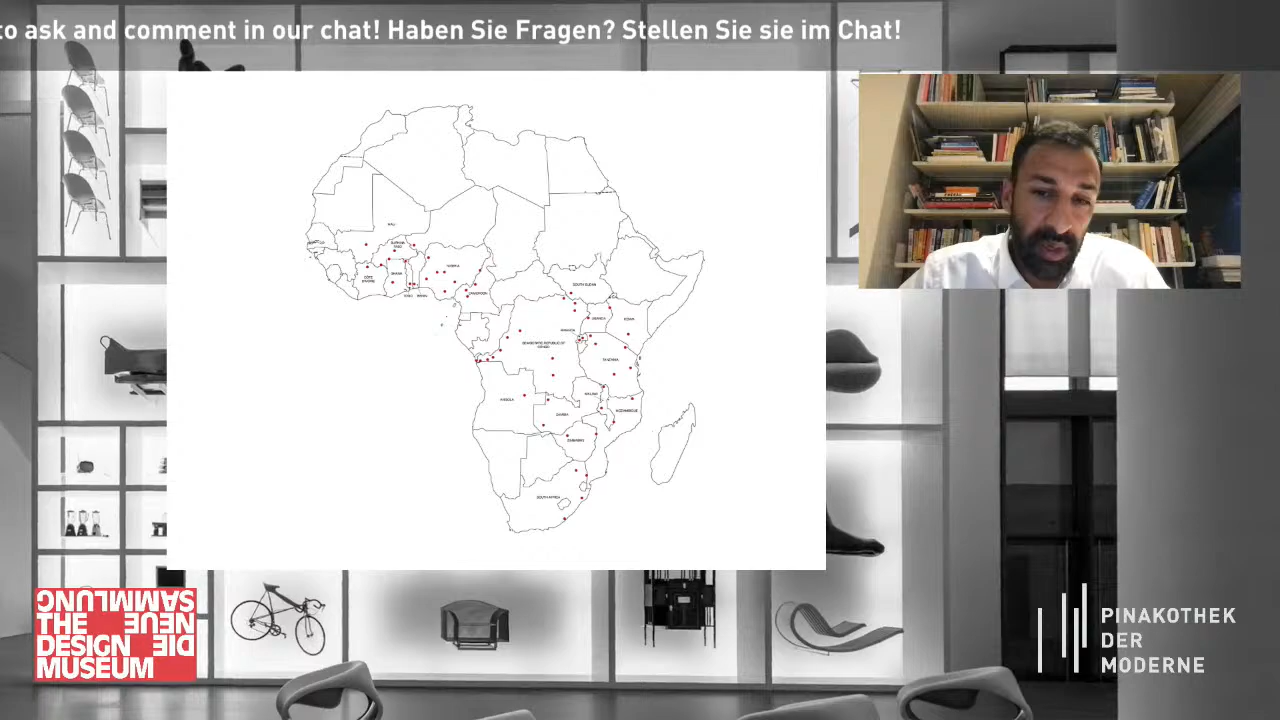 to ask and comment in our chat! Haben Sie Fragen? Stellen Sie sie im Chat!
MALI
BURKINA
FASO
CÔTE
D'IVOIRE
GHANA
TOGO
BENIN
NIGERIA
CAMEROON
SOUTH SUDAN
UGANDA
KENYA
RWANDA
DEMOCRATIC REPUBLIC OF
CONGO
TANZANIA
ANGOLA
ZAMBIA
MALAWI
MOZAMBIQUE
ZIMBABWE
SOUTH AFRICA
DIE NEUE
SAMMLUNG
THE
DESIGN
MUSEUM
PINAKOTHEK
DER
MODERNE